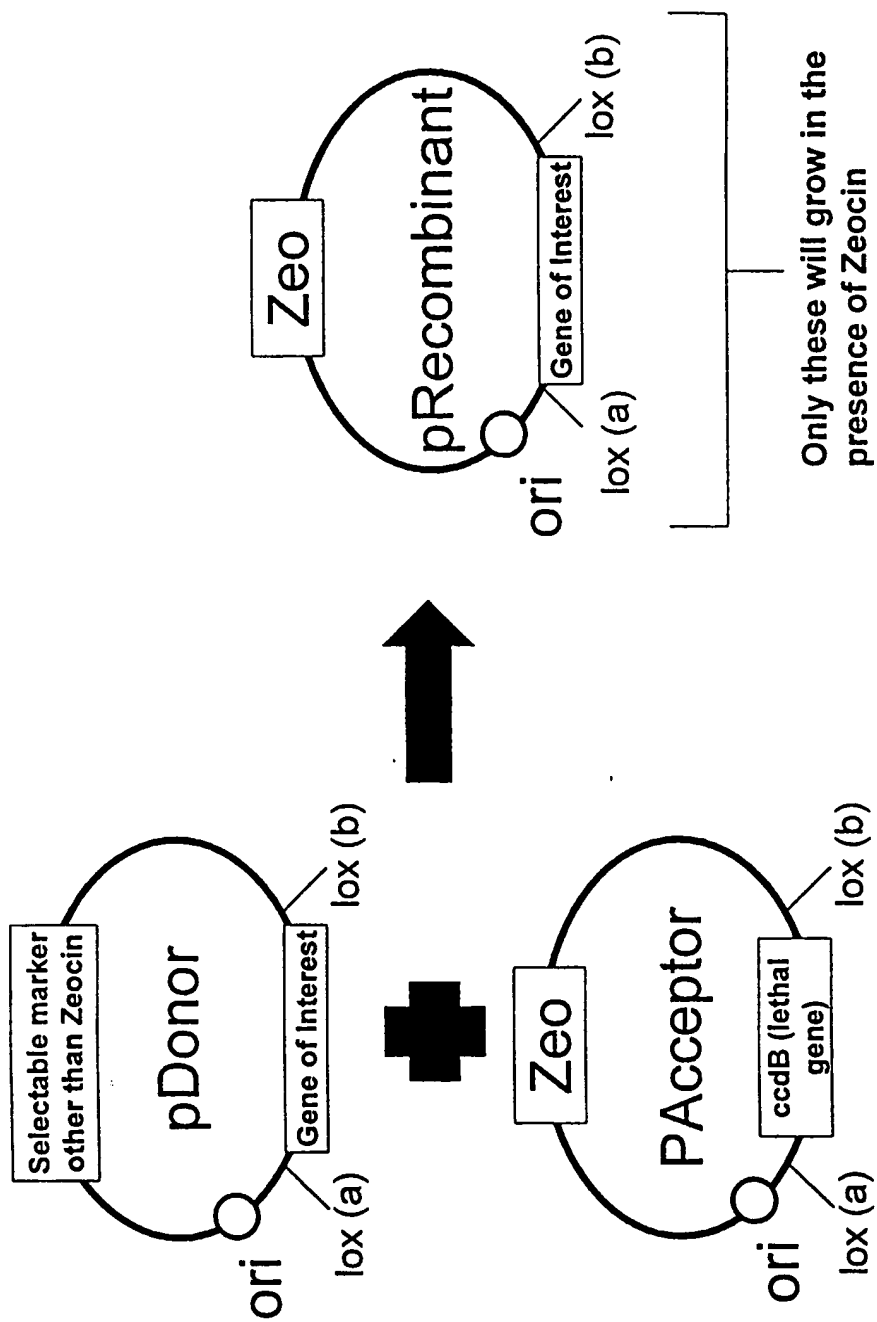 Selectable marker
other than Zeocin
pDonor
ori
lox (a)
Gene of Interest
lox (b)
Zeo
PAcceptor
ori
lox (a)
ccdB (lethal
gene)
lox (b)
Zeo
pRecombinant
ori
lox (a)
Gene of Interest
lox (b)
Only these will grow in the
presence of Zeocin